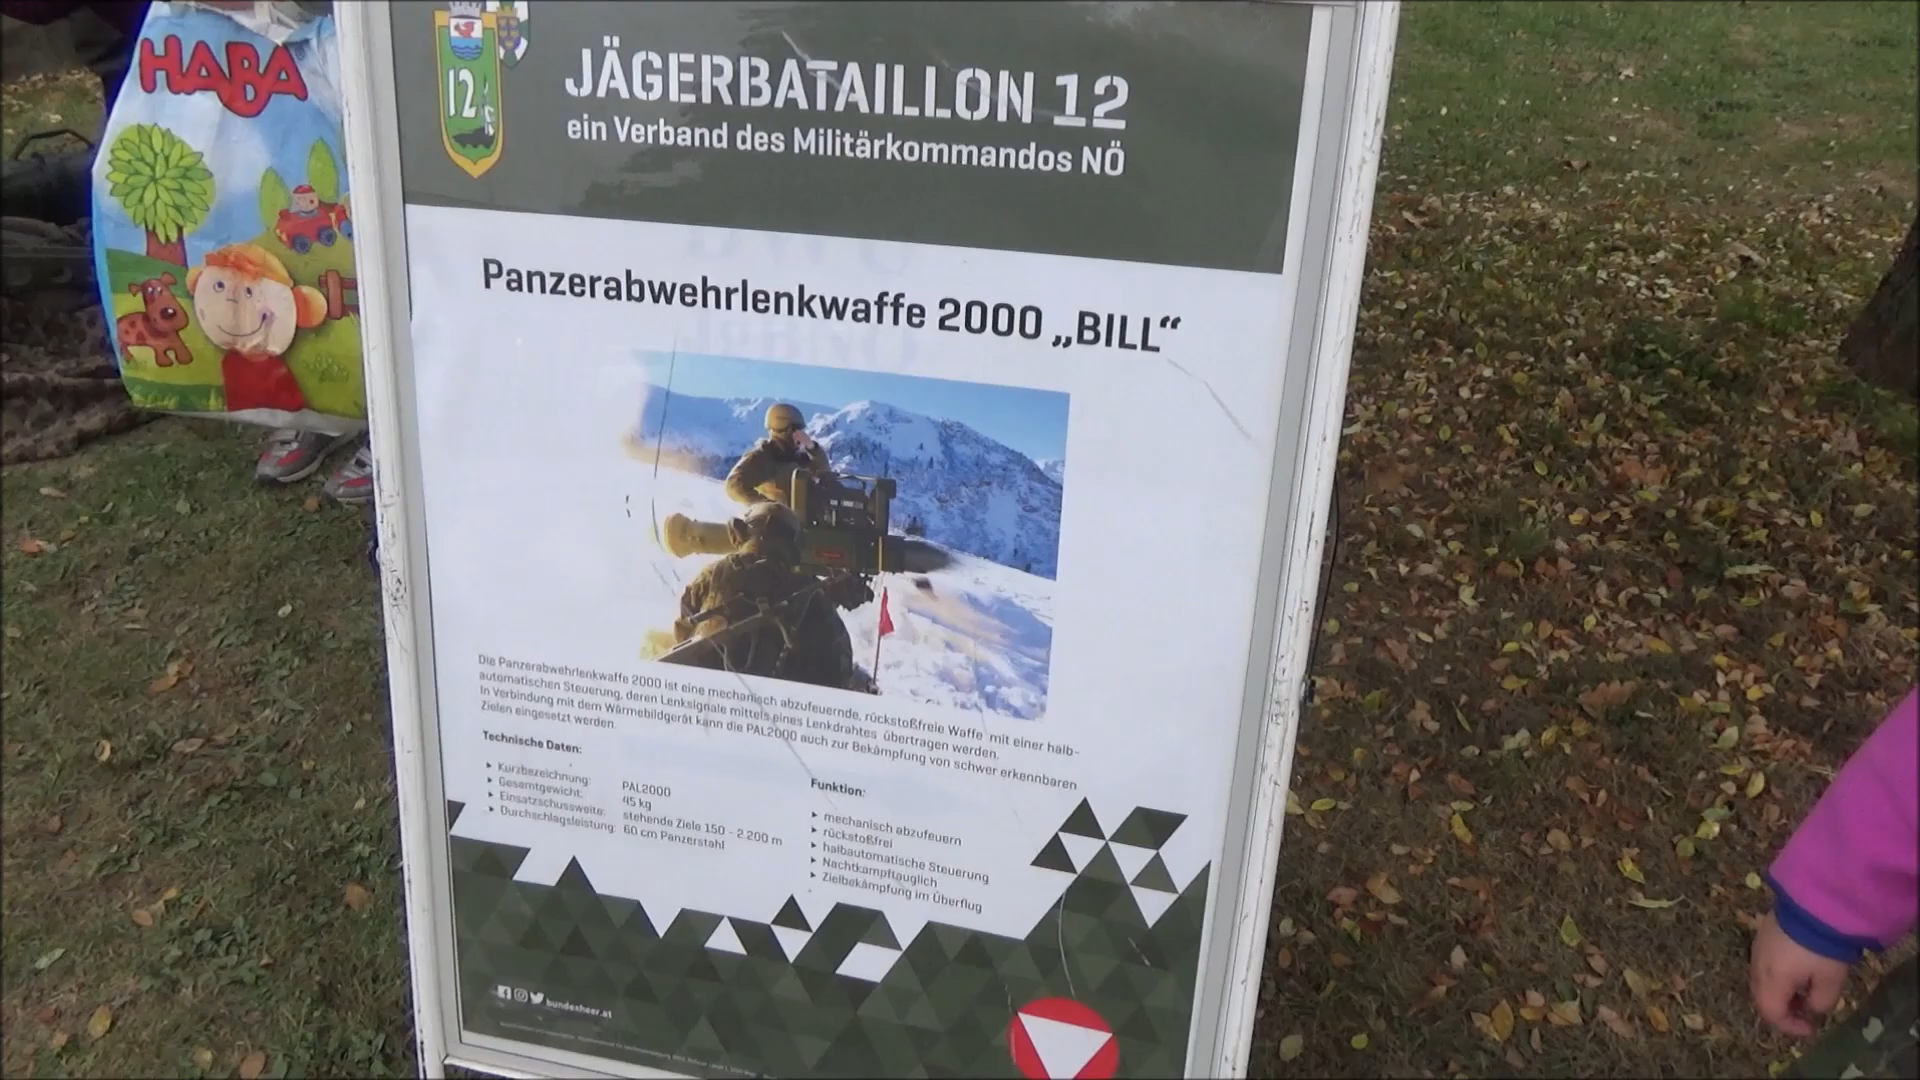 HABA
12
JÄGERBATAILLON 12
ein Verband des Militärkommandos NÖ
Panzerabwehrlenkwaffe 2000 „BILL“
Die Panzerabwehrlenkwaffe 2000 ist eine mechanisch abzufeuernde, rückstoßfreie Waffe mit einer halb-
automatischen Steuerung, deren Lenksignale mittels eines Lenkdrahtes übertragen werden.
In Verbindung mit dem Wärmebildgerät kann die PAL2000 auch zur Bekämpfung von schwer erkennbaren
Zielen eingesetzt werden.
Technische Daten:
Kurzbezeichnung: PAL2000
Gesamtgewicht: 45 kg
Einsatzschussweite: stehende Ziele 150 - 2.200 m
Durchschlagsleistung: 60 cm Panzerstahl
Funktion:
mechanisch abzufeuern
rückstoßfrei
halbautomatische Steuerung
Nachtkampftauglich
Zielbekämpfung im Überflug
bundesheer.at